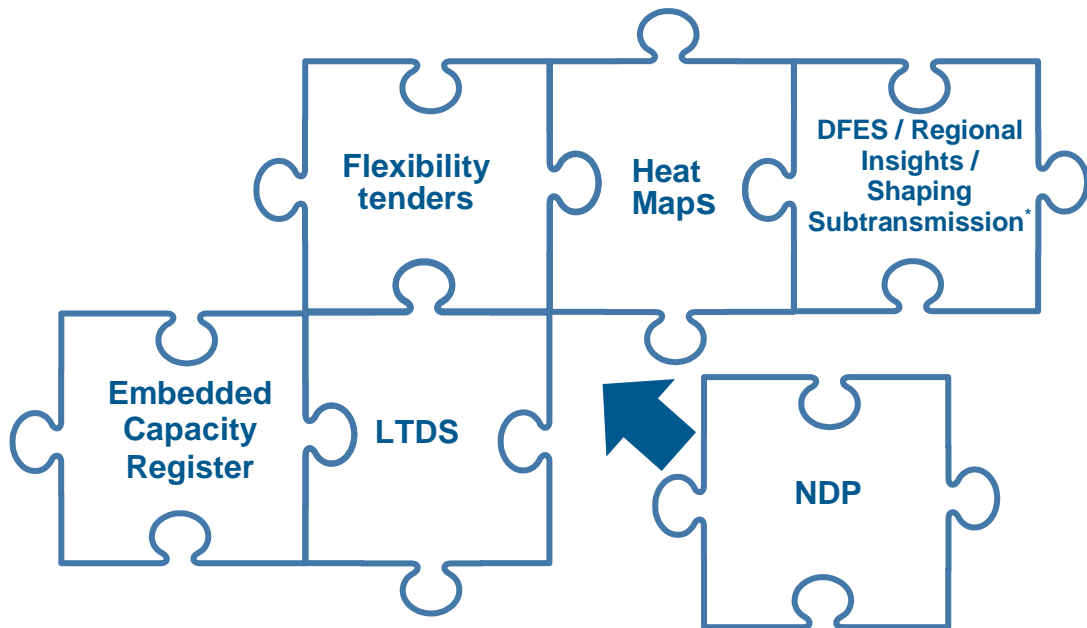 Flexibility
tenders
Heat
Maps
DFES / Regional
Insights /
Shaping
Subtransmission*
Embedded
Capacity
Register
LTDS
NDP